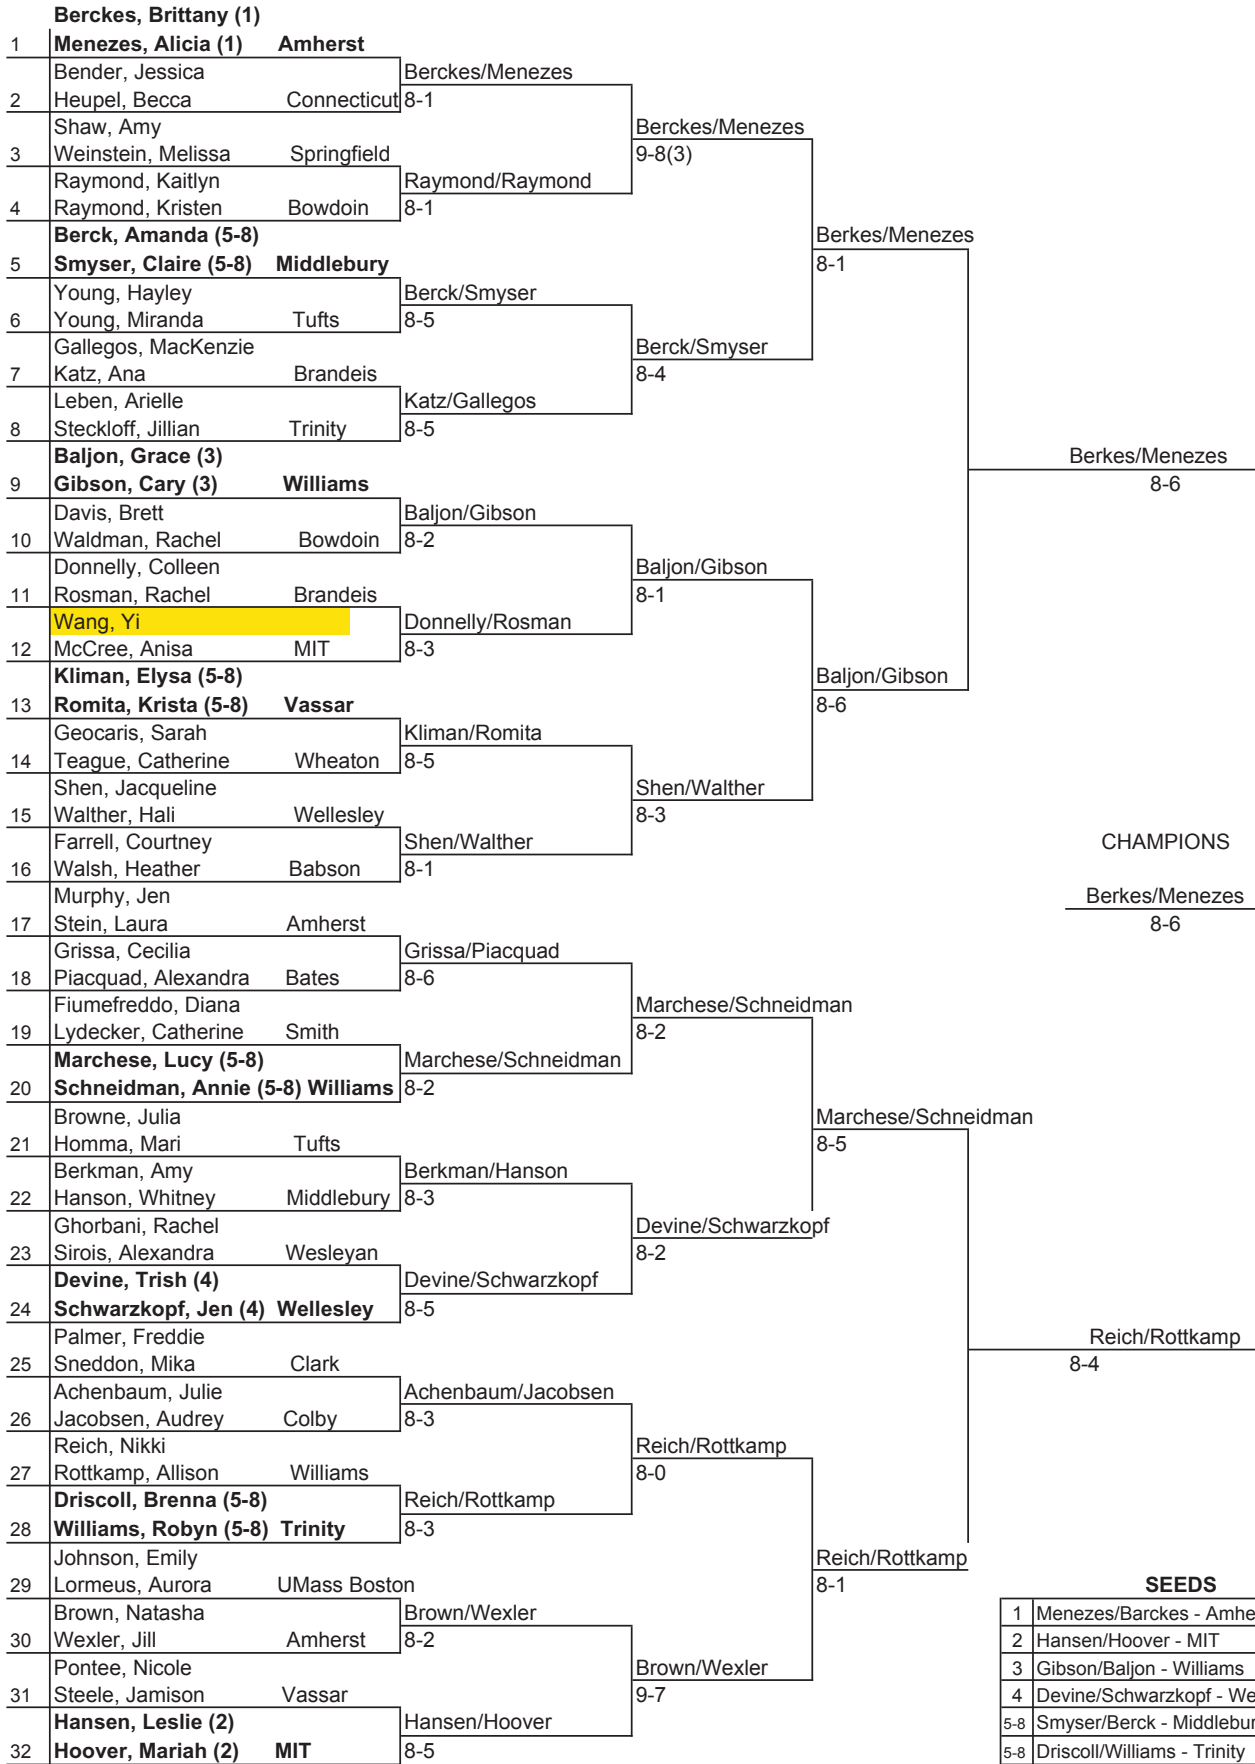 Berckes, Brittany (1)
1 Menezes, Alicia (1) Amherst
Bender, Jessica Berckes/Menezes
2 Heupel, Becca Connecticut 8-1
Shaw, Amy Berckes/Menezes
3 Weinstein, Melissa Springfield 9-8(3)
Raymond, Kaitlyn Raymond/Raymond
4 Raymond, Kristen Bowdoin 8-1
Berck, Amanda (5-8) Berkes/Menezes
5 Smyser, Claire (5-8) Middlebury 8-1
Young, Hayley Berck/Smyser
6 Young, Miranda Tufts 8-5
Gallegos, MacKenzie Berck/Smyser
7 Katz, Ana Brandeis 8-4
Leben, Arielle Katz/Gallegos
8 Steckloff, Jillian Trinity 8-5
Baljon, Grace (3) Berkes/Menezes
9 Gibson, Cary (3) Williams 8-6
Davis, Brett Baljon/Gibson
10 Waldman, Rachel Bowdoin 8-2
Donnelly, Colleen Baljon/Gibson
11 Rosman, Rachel Brandeis 8-1
Wang, Yi Donnelly/Rosman
12 McCree, Anisa MIT 8-3
Kliman, Elysa (5-8) Baljon/Gibson
13 Romita, Krista (5-8) Vassar 8-6
Geocaris, Sarah Kliman/Romita
14 Teague, Catherine Wheaton 8-5
Shen, Jacqueline Shen/Walther
15 Walther, Hali Wellesley 8-3
Farrell, Courtney Shen/Walther CHAMPIONS
16 Walsh, Heather Babson 8-1
Murphy, Jen Berkes/Menezes
17 Stein, Laura Amherst 8-6
Grissa, Cecilia Grissa/Piacquad
18 Piacquad, Alexandra Bates 8-6
Fiumefreddo, Diana Marchese/Schneidman
19 Lydecker, Catherine Smith 8-2
Marchese, Lucy (5-8) Marchese/Schneidman
20 Schneidman, Annie (5-8) Williams 8-2
Browne, Julia Marchese/Schneidman
21 Homma, Mari Tufts 8-5
Berkman, Amy Berkman/Hanson
22 Hanson, Whitney Middlebury 8-3
Ghorbani, Rachel Devine/Schwarzkopf
23 Sirois, Alexandra Wesleyan 8-2
Devine, Trish (4) Devine/Schwarzkopf
24 Schwarzkopf, Jen (4) Wellesley 8-5
Palmer, Freddie Reich/Rottkamp
25 Sneddon, Mika Clark 8-4
Achenbaum, Julie Achenbaum/Jacobsen
26 Jacobsen, Audrey Colby 8-3
Reich, Nikki Reich/Rottkamp
27 Rottkamp, Allison Williams 8-0
Driscoll, Brenna (5-8) Reich/Rottkamp
28 Williams, Robyn (5-8) Trinity 8-3
Johnson, Emily Reich/Rottkamp
29 Lormeus, Aurora UMass Boston 8-1 SEEDS
Brown, Natasha Brown/Wexler 1 Menezes/Barckes - Amhe
30 Wexler, Jill Amherst 8-2 2 Hansen/Hoover - MIT
Pontee, Nicole Brown/Wexler 3 Gibson/Baljon - Williams
31 Steele, Jamison Vassar 9-7 4 Devine/Schwarzkopf - We
Hansen, Leslie (2) Hansen/Hoover 5-8 Smyser/Berck - Middlebur
32 Hoover, Mariah (2) MIT 8-5 5-8 Driscoll/Williams - Trinity